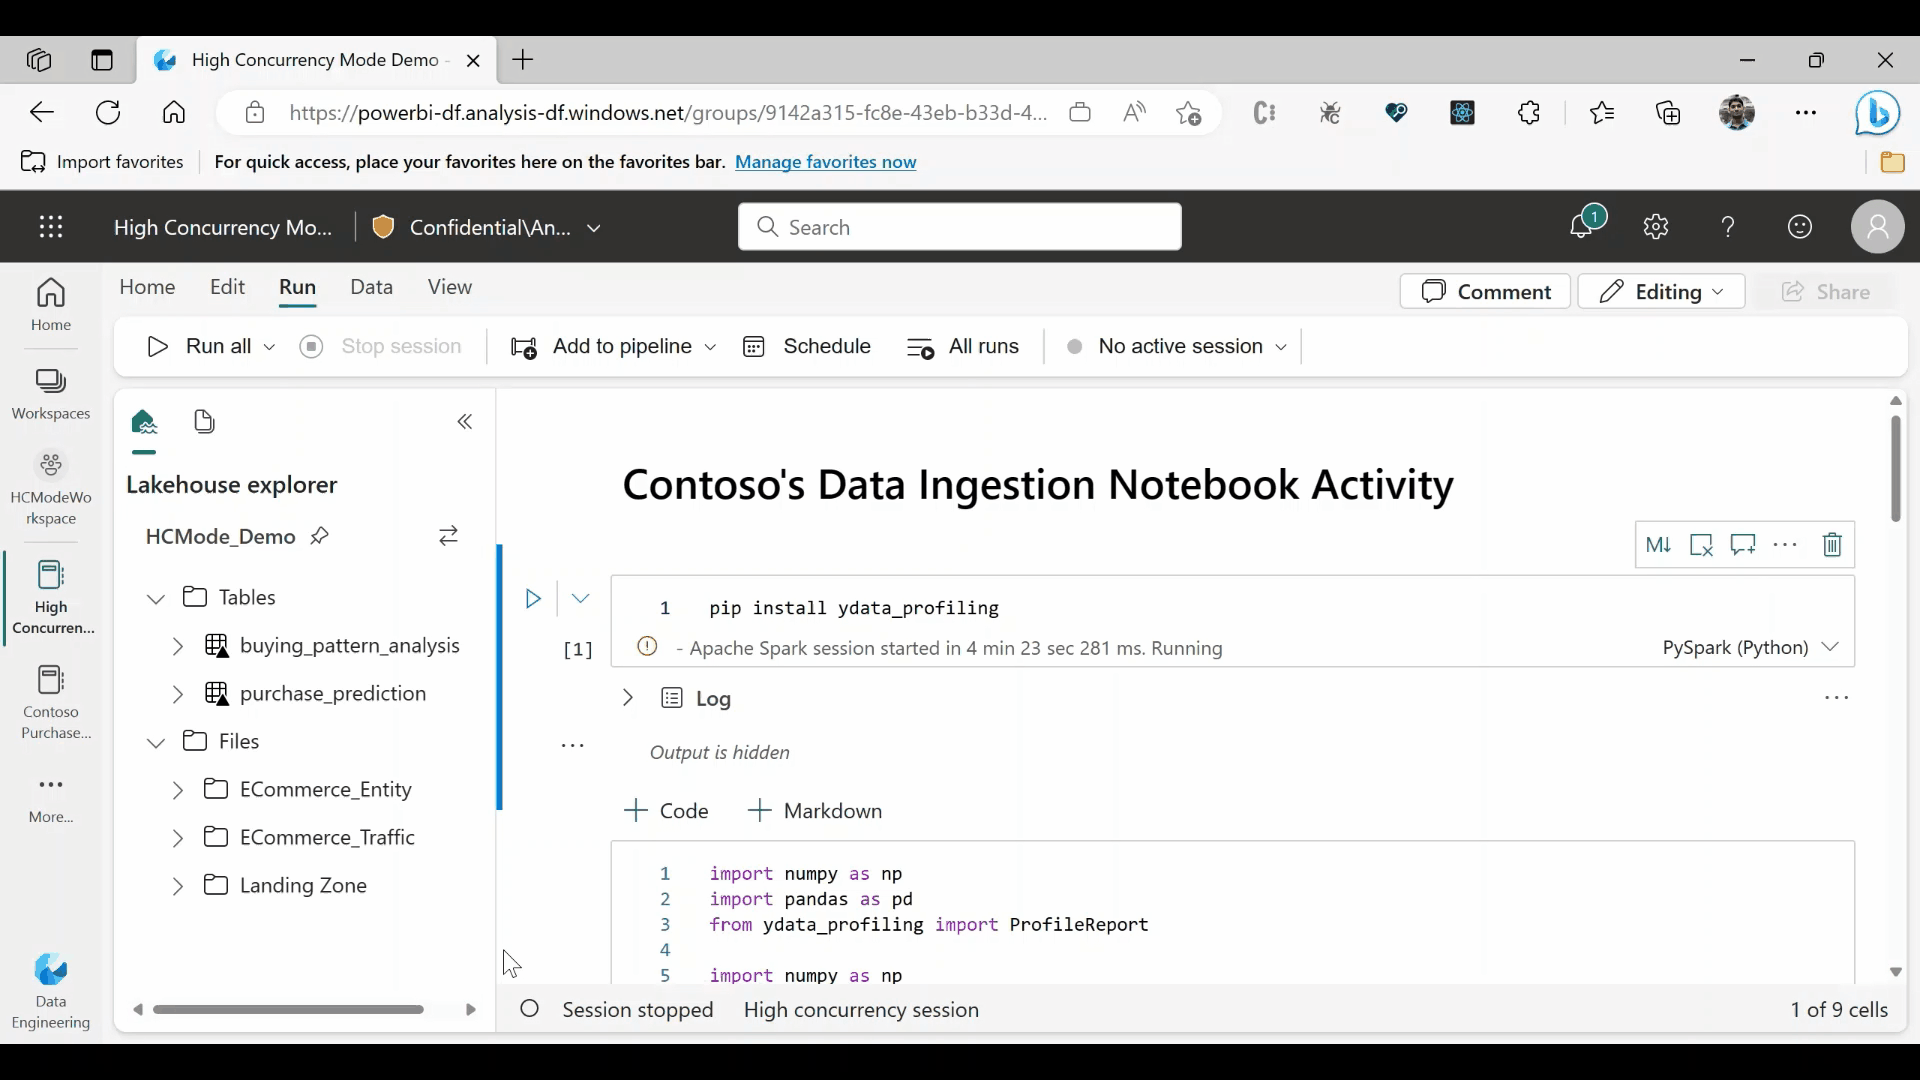 High Concurrency Mode Demo -
https://powerbi-df.analysis-df.windows.net/groups/9142a315-fc8e-43eb-b33d-4...
Import favorites
For quick access, place your favorites here on the favorites bar. Manage favorites now
High Concurrency Mo...
Confidential\An...
Search
1
Home Edit Run Data View
Comment
Editing
Share
Run all
Stop session
Add to pipeline
Schedule
All runs
No active session
Home
Workspaces
HCModeWo
rkspace
High
Concurren...
Contoso
Purchase...
More...
Data
Engineering
Lakehouse explorer
HCMode_Demo
Tables
buying_pattern_analysis
purchase_prediction
Files
ECommerce_Entity
ECommerce_Traffic
Landing Zone
Contoso's Data Ingestion Notebook Activity
M↓
1 pip install ydata_profiling
[1]
- Apache Spark session started in 4 min 23 sec 281 ms. Running
PySpark (Python)
Log
Output is hidden
Code
Markdown
1 import numpy as np
2 import pandas as pd
3 from ydata_profiling import ProfileReport
4
5 import numpy as np
Session stopped
High concurrency session
1 of 9 cells